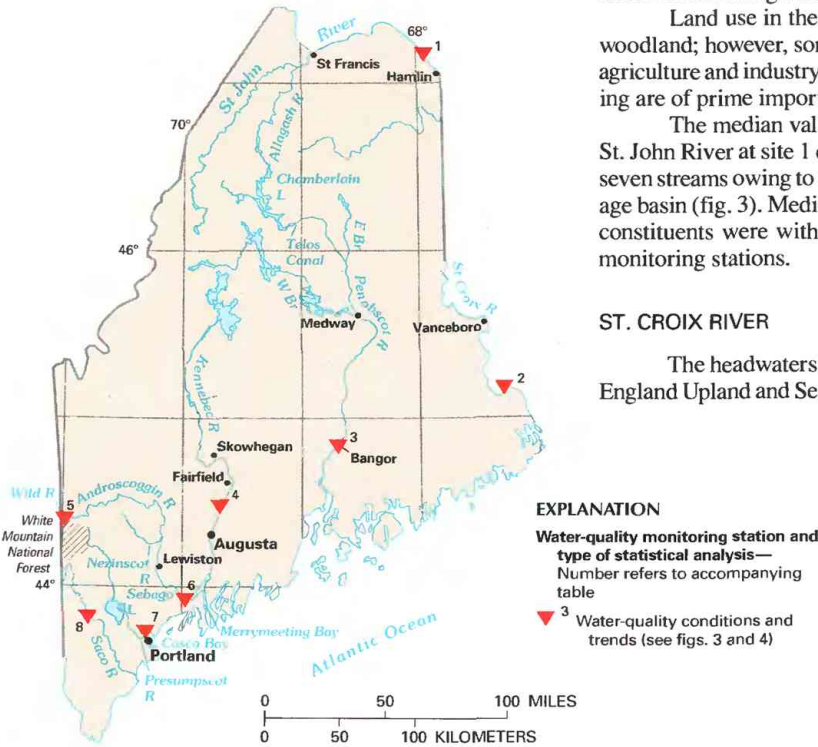 Land use in the
woodland; however, son
agriculture and industry
ing are of prime impor
The median val
St. John River at site 1
seven streams owing to
age basin (fig. 3). Medi
constituents were with
monitoring stations.
ST. CROIX RIVER
The headwaters
England Upland and Se
68°
1
River
St Francis
Hamlin
St John
70°
Allagash R
Chamberlain
L
E Br
46°
Telos
Canal
W Br
Penobscot
R
St Croix R
Medway
Vanceboro
2
Kennebec R
Skowhegan
3
Bangor
Fairfield
4
Wild R
5
Androscoggin R
White
Mountain
National
Forest
Augusta
Lewiston
Nezinscot
R
44°
Sebago
L
6
8
7
Merrymeeting Bay
Saco R
Casco Bay
Portland
Atlantic Ocean
Presumpscot
R
EXPLANATION
Water-quality monitoring station and
type of statistical analysis—
Number refers to accompanying
table
3 Water-quality conditions and
trends (see figs. 3 and 4)
0 50 100 MILES
0 50 100 KILOMETERS